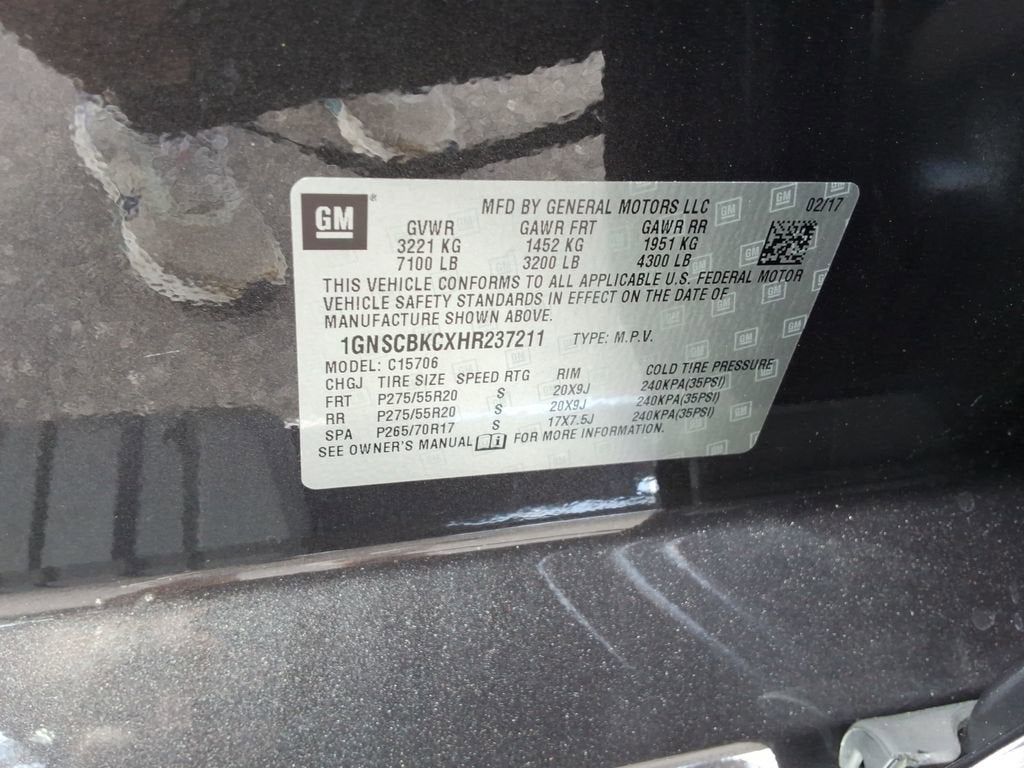 GM ®
MFD BY GENERAL MOTORS LLC 02/17
GVWR GAWR FRT GAWR RR
3221 KG 1452 KG 1951 KG
7100 LB 3200 LB 4300 LB
THIS VEHICLE CONFORMS TO ALL APPLICABLE U.S. FEDERAL MOTOR
VEHICLE SAFETY STANDARDS IN EFFECT ON THE DATE OF
MANUFACTURE SHOWN ABOVE.
1GNSCBKCXHR237211 TYPE: M.P.V.
MODEL: C15706
CHGJ TIRE SIZE SPEED RTG RIM COLD TIRE PRESSURE
FRT P275/55R20 S 20X9J 240KPA(35PSI)
RR P275/55R20 S 20X9J 240KPA(35PSI)
SPA P265/70R17 S 17X7.5J 240KPA(35PSI)
SEE OWNER'S MANUAL i FOR MORE INFORMATION.